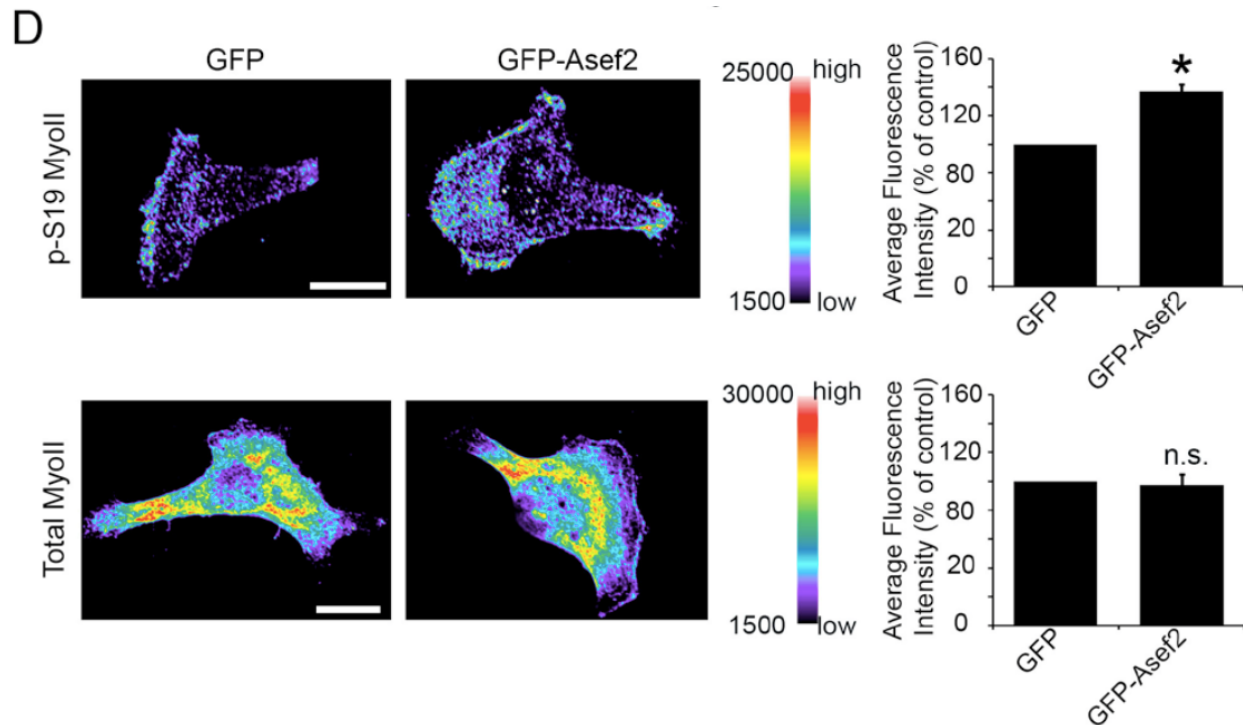 D
GFP
GFP-Asef2
p-S19 MyoII
25000 high
1500 low
Average Fluorescence
Intensity (% of control)
160
120
80
20
0
*
GFP
GFP-Asef2
Total MyoII
30000 high
1500 low
Average Fluorescence
Intensity (% of control)
160
120
80
20
0
n.s.
GFP
GFP-Asef2